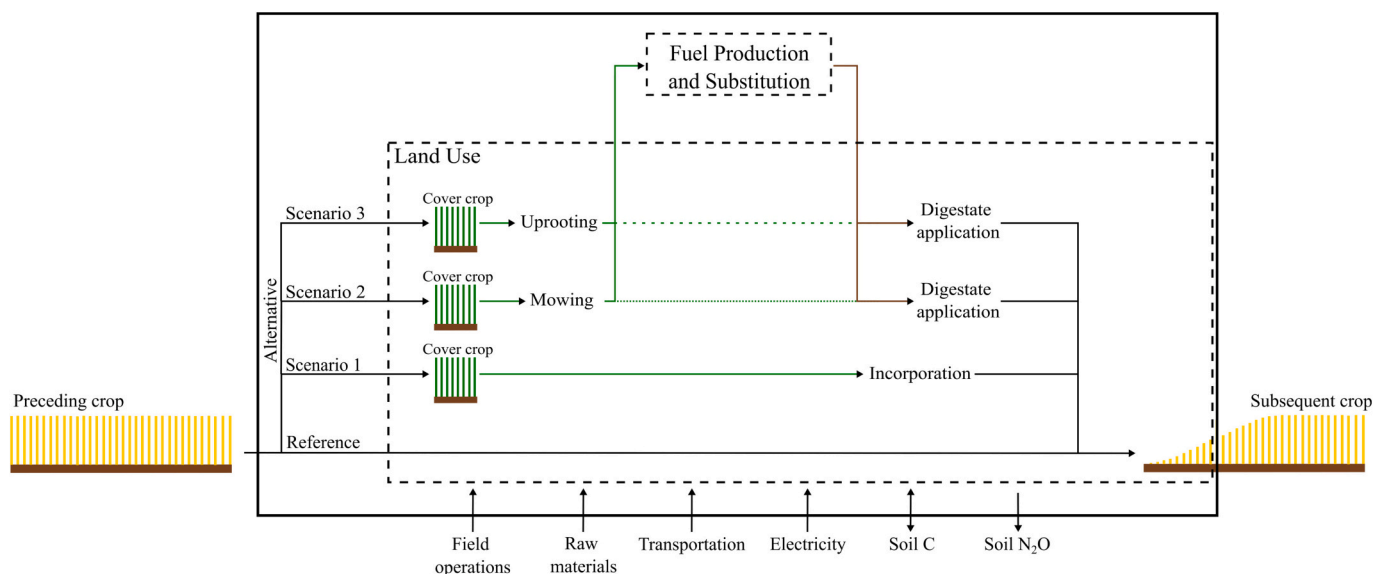 Fuel Production
and Substitution
Land Use
Alternative
Scenario 3
Cover crop
Uprooting
Digestate
application
Scenario 2
Cover crop
Mowing
Digestate
application
Scenario 1
Cover crop
Incorporation
Preceding crop
Reference
Subsequent crop
Field
operations
Raw
materials
Transportation
Electricity
Soil C
Soil N₂O